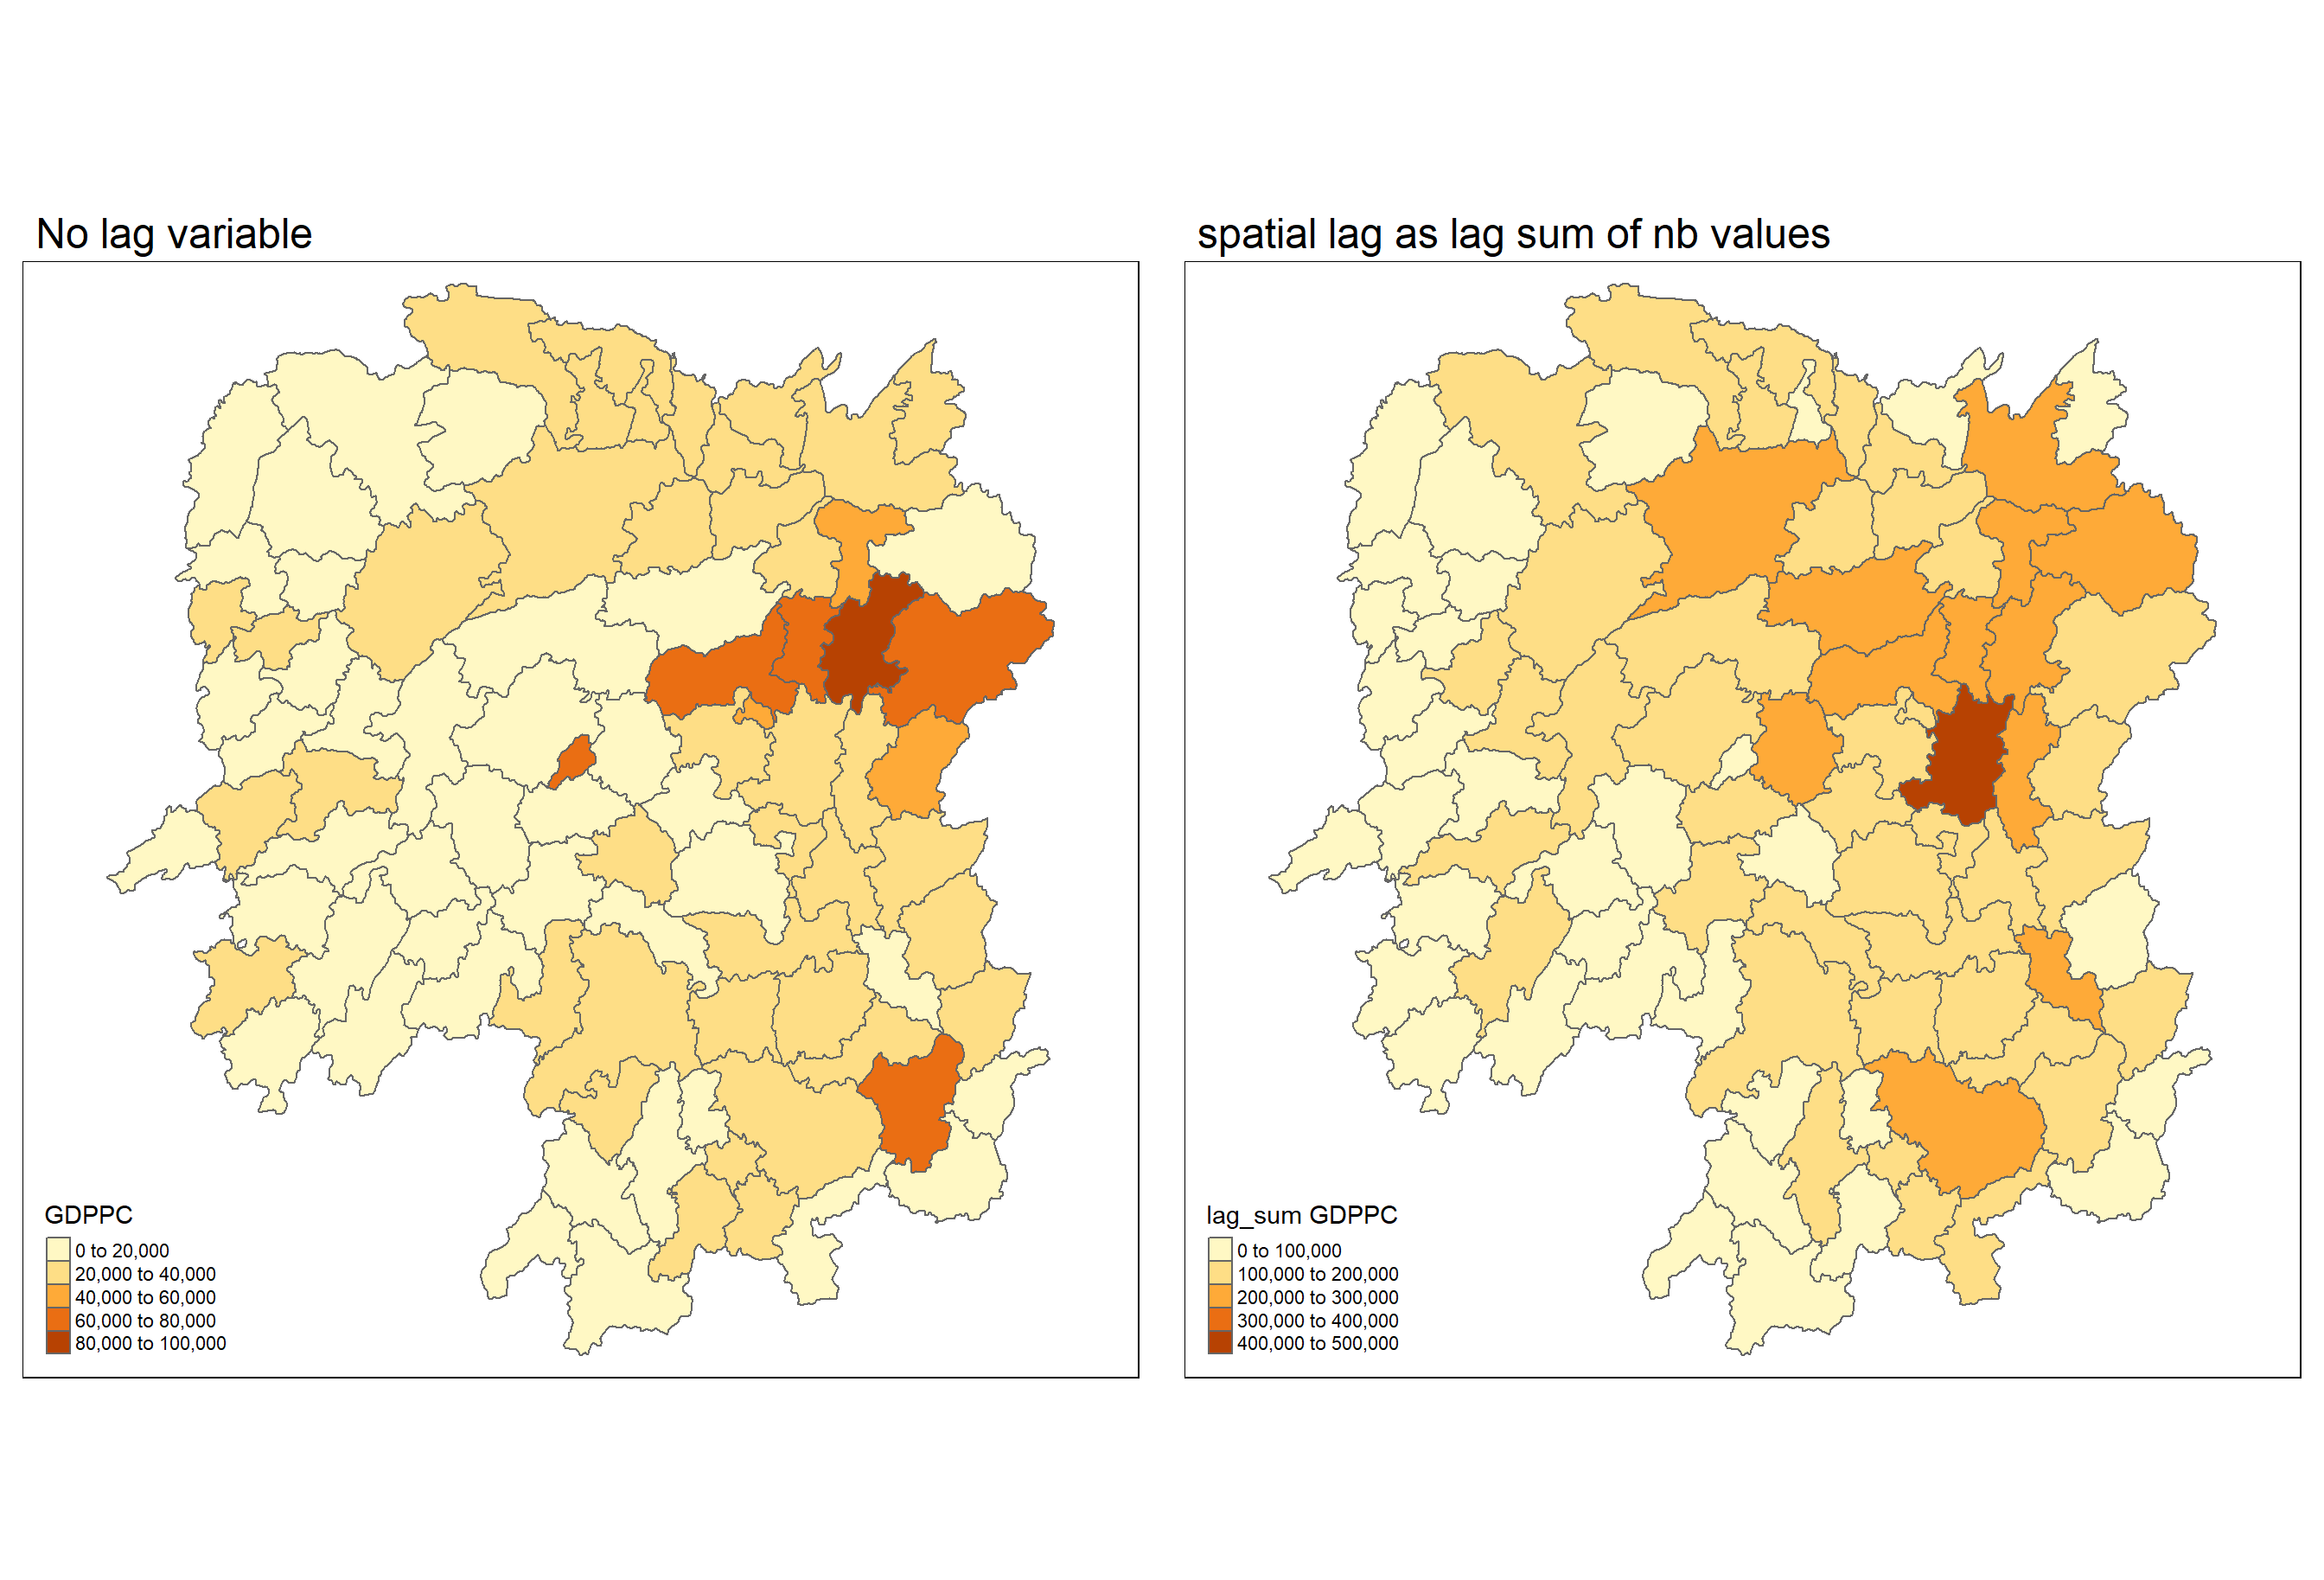 No lag variable
GDPPC
0 to 20,000
20,000 to 40,000
40,000 to 60,000
60,000 to 80,000
80,000 to 100,000
spatial lag as lag sum of nb values
lag_sum GDPPC
0 to 100,000
100,000 to 200,000
200,000 to 300,000
300,000 to 400,000
400,000 to 500,000